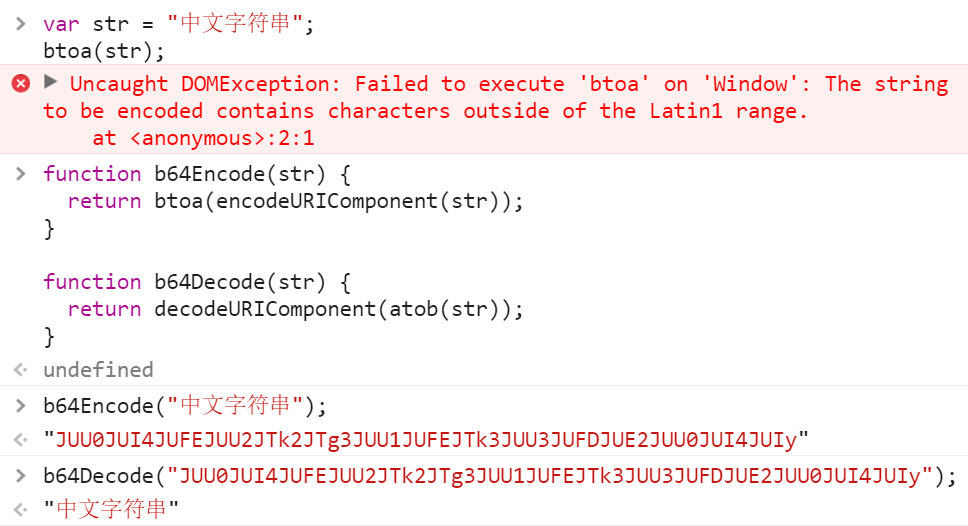 > var str = "中文字符串";
btoa(str);
Uncaught DOMException: Failed to execute 'btoa' on 'Window': The string
to be encoded contains characters outside of the Latin1 range.
at <anonymous>:2:1
> function b64Encode(str) {
return btoa(encodeURIComponent(str));
}
function b64Decode(str) {
return decodeURIComponent(atob(str));
}
undefined
> b64Encode("中文字符串");
"JUU0JUI4JUFEJUU2JTk2JTg3JUU1JUFEJTk3JUU3JUFDJUE2JUU0JUI4JUIy"
> b64Decode("JUU0JUI4JUFEJUU2JTk2JTg3JUU1JUFEJTk3JUU3JUFDJUE2JUU0JUI4JUIy");
"中文字符串"